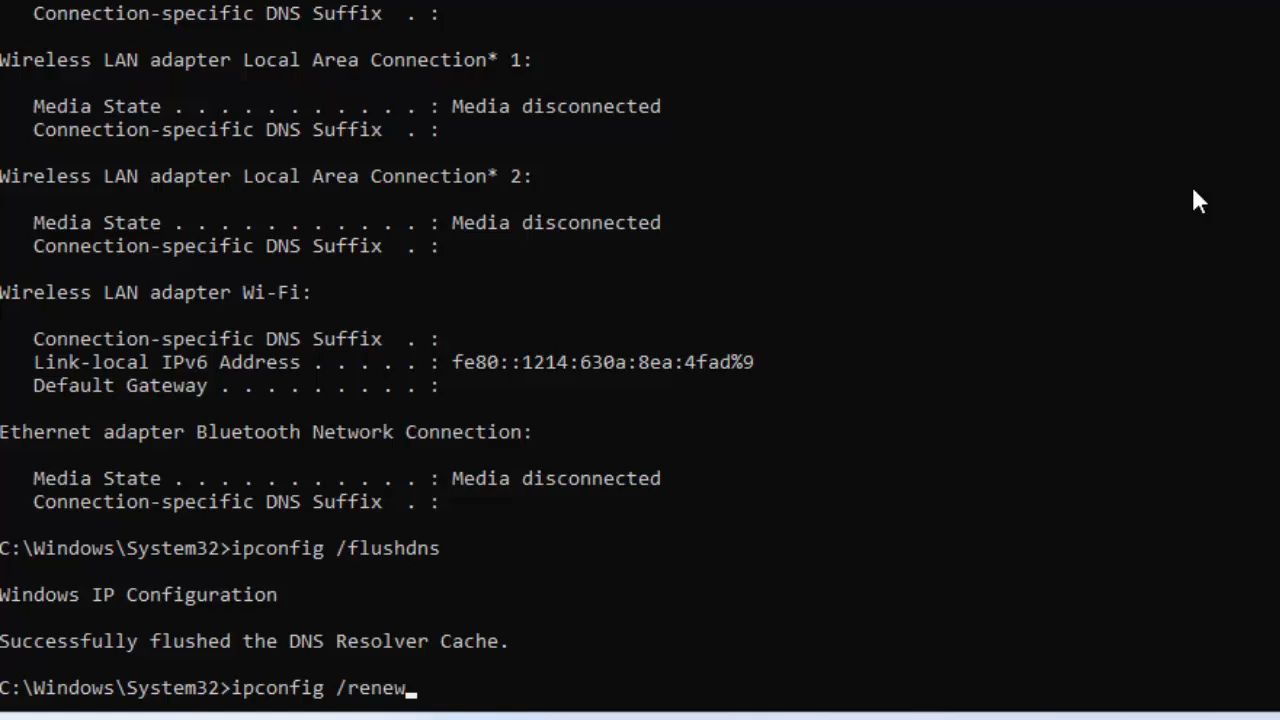 Connection-specific DNS Suffix  . :
Wireless LAN adapter Local Area Connection* 1:
Media State . . . . . . . . . . . : Media disconnected
Connection-specific DNS Suffix  . :
Wireless LAN adapter Local Area Connection* 2:
Media State . . . . . . . . . . . : Media disconnected
Connection-specific DNS Suffix  . :
Wireless LAN adapter Wi-Fi:
Connection-specific DNS Suffix  . :
Link-local IPv6 Address . . . . . : fe80::1214:630a:8ea:4fad%9
Default Gateway . . . . . . . . . :
Ethernet adapter Bluetooth Network Connection:
Media State . . . . . . . . . . . : Media disconnected
Connection-specific DNS Suffix  . :
C:\Windows\System32>ipconfig /flushdns
Windows IP Configuration
Successfully flushed the DNS Resolver Cache.
C:\Windows\System32>ipconfig /renew